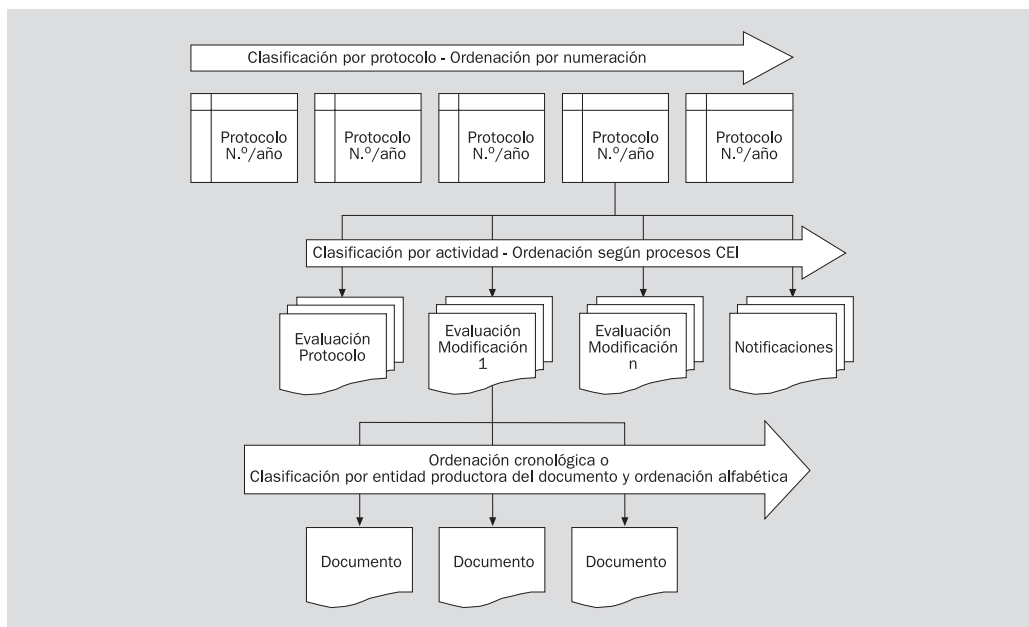 Clasificación por protocolo - Ordenación por numeración
Protocolo
N.º/año
Protocolo
N.º/año
Protocolo
N.º/año
Protocolo
N.º/año
Protocolo
N.º/año
Clasificación por actividad - Ordenación según procesos CEI
Evaluación
Protocolo
Evaluación
Modificación
1
Evaluación
Modificación
n
Notificaciones
Ordenación cronológica o
Clasificación por entidad productora del documento y ordenación alfabética
Documento
Documento
Documento